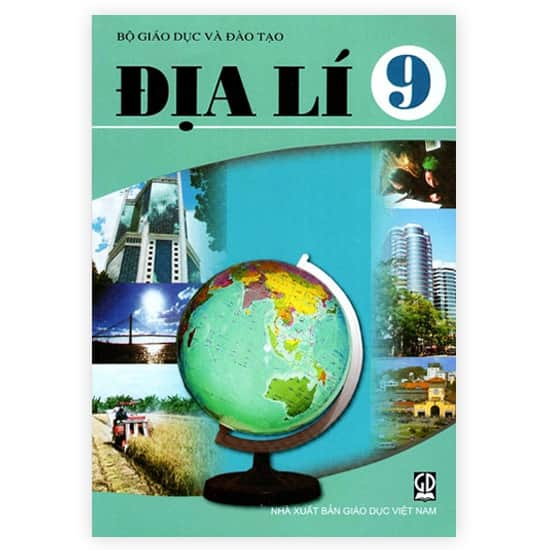 BỘ GIÁO DỤC VÀ ĐÀO TẠO
ĐỊA LÍ 9
GD
NHÀ XUẤT BẢN GIÁO DỤC VIỆT NAM